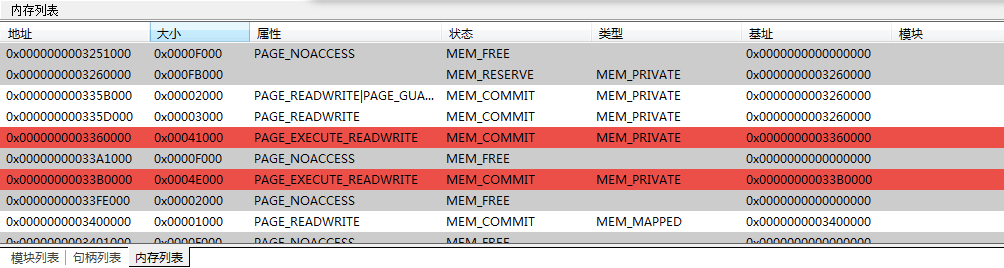 内存列表
地址 大小 属性 状态 类型 基址 模块
0x0000000003251000 0x0000F000 PAGE_NOACCESS MEM_FREE 0x0000000000000000
0x0000000003260000 0x000FB000 MEM_RESERVE MEM_PRIVATE 0x0000000003260000
0x000000000335B000 0x00002000 PAGE_READWRITE|PAGE_GUA... MEM_COMMIT MEM_PRIVATE 0x0000000003260000
0x000000000335D000 0x00003000 PAGE_READWRITE MEM_COMMIT MEM_PRIVATE 0x0000000003260000
0x0000000003360000 0x00041000 PAGE_EXECUTE_READWRITE MEM_COMMIT MEM_PRIVATE 0x0000000003360000
0x00000000033A1000 0x0000F000 PAGE_NOACCESS MEM_FREE 0x0000000000000000
0x00000000033B0000 0x0004E000 PAGE_EXECUTE_READWRITE MEM_COMMIT MEM_PRIVATE 0x00000000033B0000
0x00000000033FE000 0x00002000 PAGE_NOACCESS MEM_FREE 0x0000000000000000
0x0000000003400000 0x00001000 PAGE_READWRITE MEM_COMMIT MEM_MAPPED 0x0000000003400000
0x0000000003401000 0x0000F000 PAGE_NOACCESS MEM_FREE 0x0000000000000000
模块列表 句柄列表 内存列表